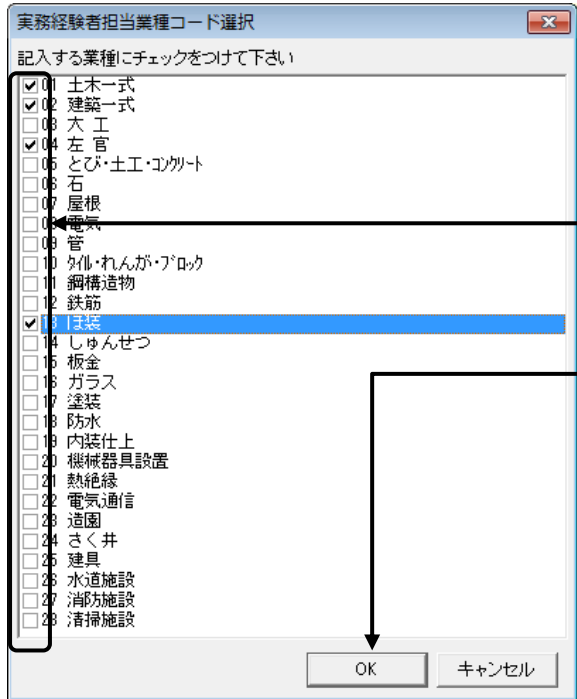 実務経験者担当業種コード選択
記入する業種にチェックをつけて下さい
01 土木一式
02 建築一式
03 大 工
04 左 官
05 とび・土工・ｺﾝｸﾘｰﾄ
06 石
07 屋根
08 電気
09 管
10 ﾀｲﾙ・れんが・ﾌﾞﾛｯｸ
11 鋼構造物
12 鉄筋
13 ほ装
14 しゅんせつ
15 板金
16 ガラス
17 塗装
18 防水
19 内装仕上
20 機械器具設置
21 熱絶縁
22 電気通信
23 造園
24 さく井
25 建具
26 水道施設
27 消防施設
28 清掃施設
OK キャンセル